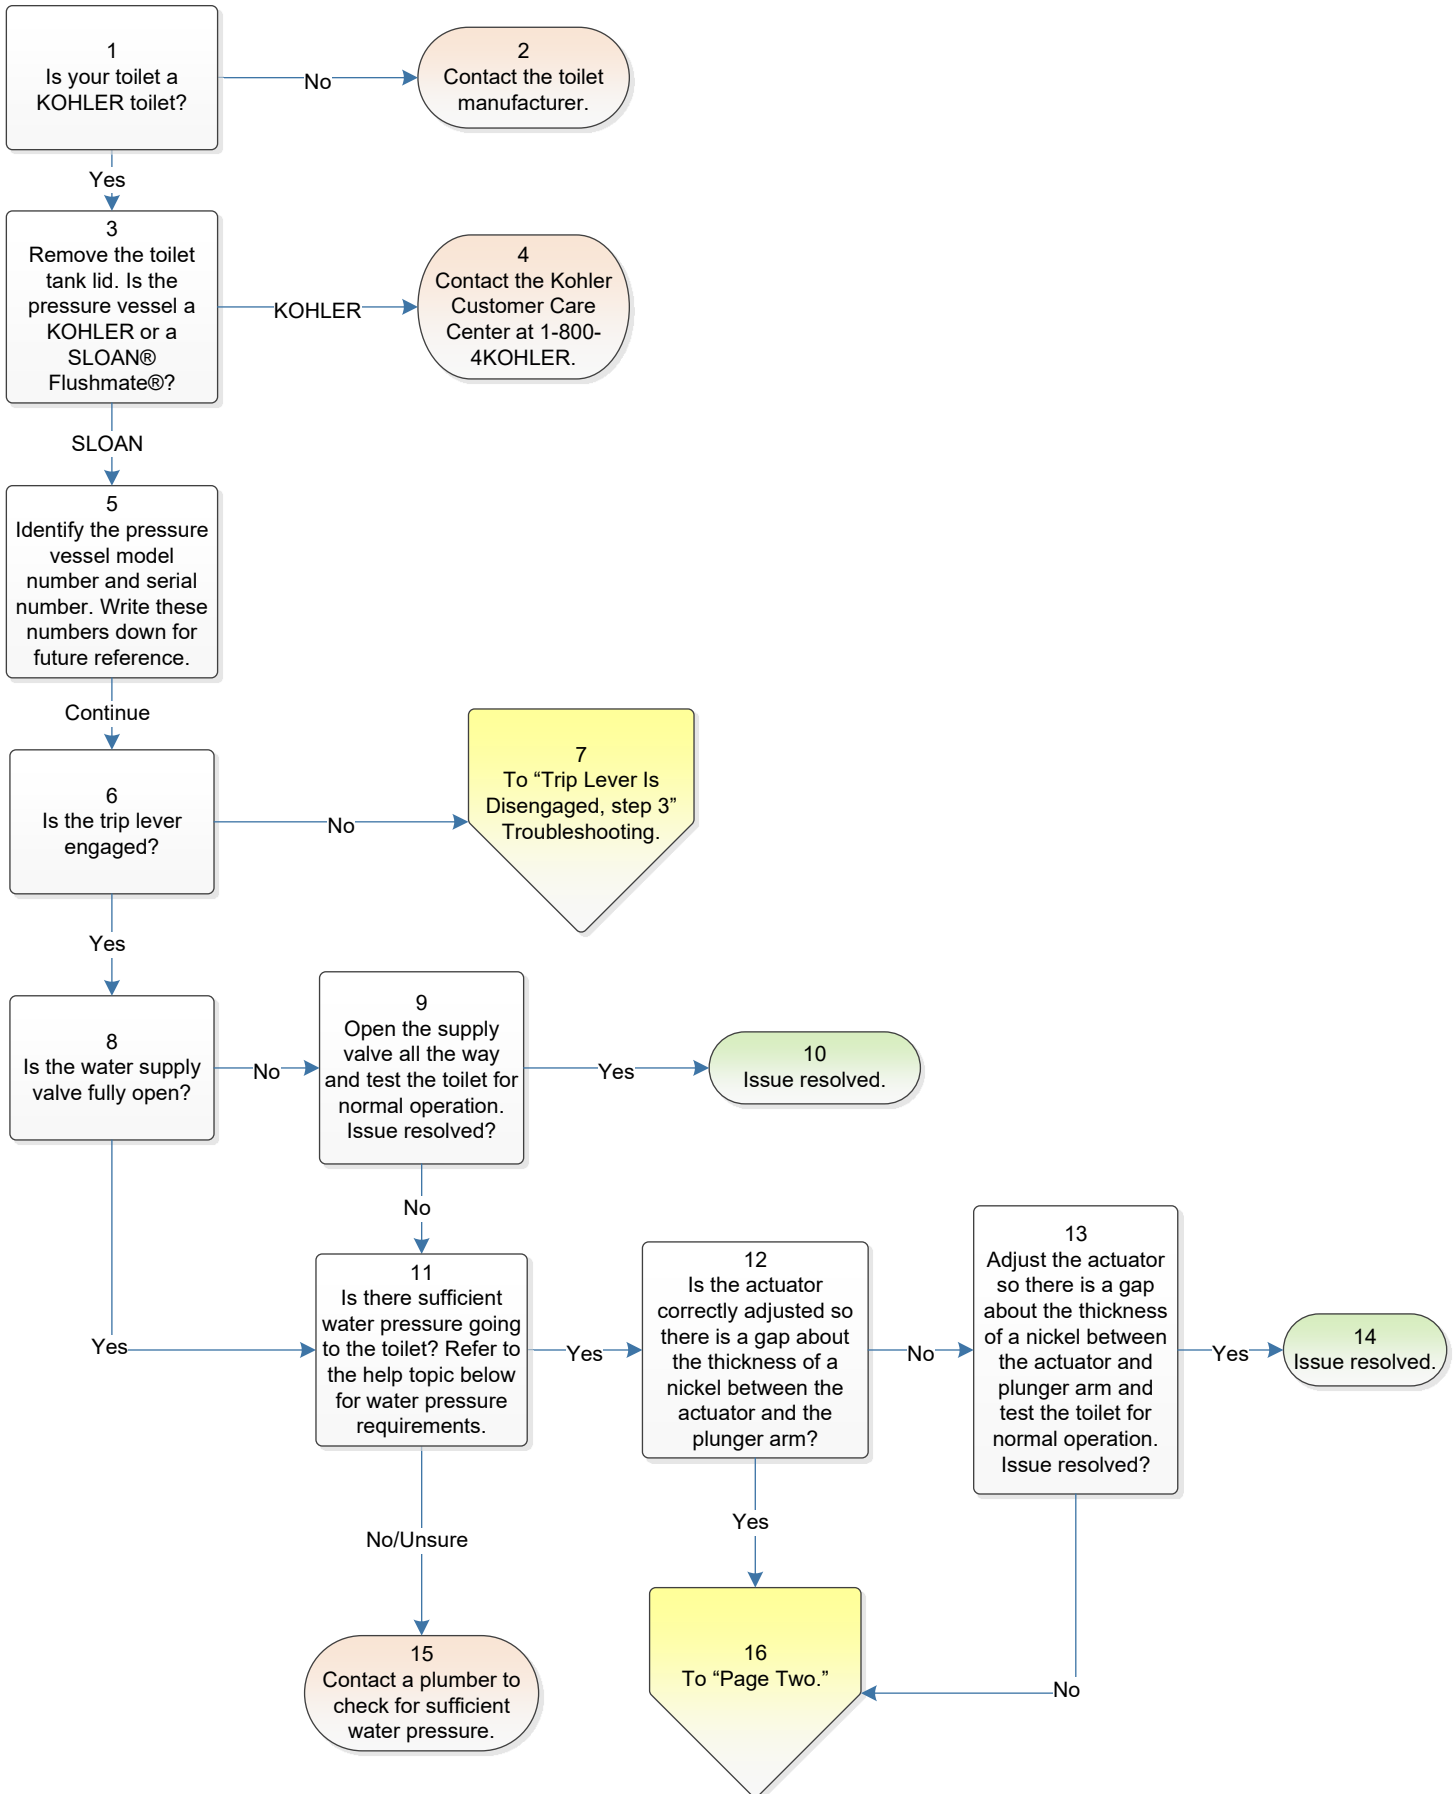 1
Is your toilet a
KOHLER toilet?
No
2
Contact the toilet
manufacturer.
Yes
3
Remove the toilet
tank lid. Is the
pressure vessel a
KOHLER or a
SLOAN®
Flushmate®?
KOHLER
4
Contact the Kohler
Customer Care
Center at 1-800-
4KOHLER.
SLOAN
5
Identify the pressure
vessel model
number and serial
number. Write these
numbers down for
future reference.
Continue
6
Is the trip lever
engaged?
No
7
To “Trip Lever Is
Disengaged, step 3”
Troubleshooting.
Yes
8
Is the water supply
valve fully open?
No
9
Open the supply
valve all the way
and test the toilet for
normal operation.
Issue resolved?
Yes
10
Issue resolved.
No
Yes
11
Is there sufficient
water pressure going
to the toilet? Refer to
the help topic below
for water pressure
requirements.
Yes
12
Is the actuator
correctly adjusted so
there is a gap about
the thickness of a
nickel between the
actuator and the
plunger arm?
No
13
Adjust the actuator
so there is a gap
about the thickness
of a nickel between
the actuator and
plunger arm and
test the toilet for
normal operation.
Issue resolved?
Yes
14
Issue resolved.
No/Unsure
15
Contact a plumber to
check for sufficient
water pressure.
Yes
16
To “Page Two.”
No